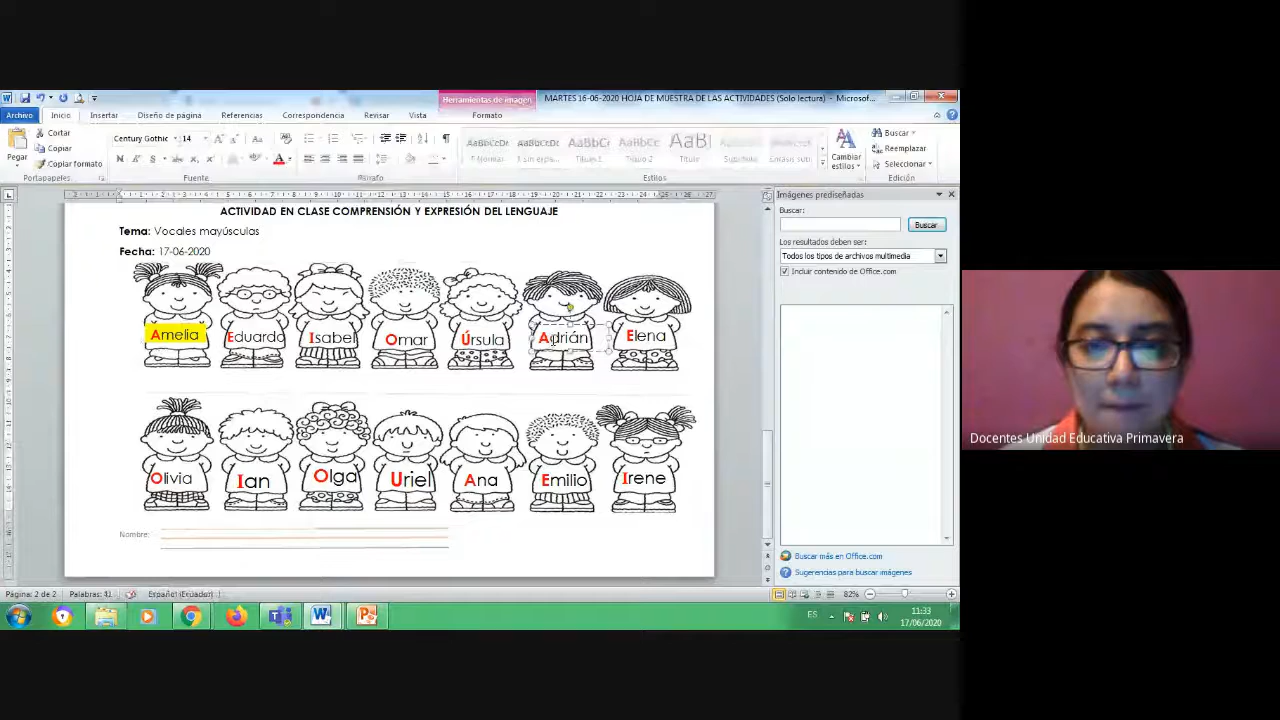 Herramientas de imagen
MARTES 16-06-2020 HOJA DE MUESTRA DE LAS ACTIVIDADES (Solo lectura) - Microsof...
Archivo Inicio Insertar Diseño de página Referencias Correspondencia Revisar Vista Formato
Pegar
Cortar
Copiar
Copiar formato
Portapapeles
Century Gothic 14
Fuente
Párrafo
AaBbCcDc AaBbCcDc AaBbCc AaBbCc AaB
Estilos
Cambiar estilos
Buscar
Reemplazar
Seleccionar
Edición
ACTIVIDAD EN CLASE COMPRENSIÓN Y EXPRESIÓN DEL LENGUAJE
Tema: Vocales mayúsculas
Fecha: 17-06-2020
Amelia Eduardo Isabel Omar Úrsula Adrián Elena
Olivia Ian Olga Uriel Ana Emilio Irene
Nombre:
Imágenes prediseñadas
Buscar:
Buscar
Los resultados deben ser:
Todos los tipos de archivos multimedia
Incluir contenido de Office.com
Buscar más en Office.com
Sugerencias para buscar imágenes
Página: 2 de 2 Palabras: 41 Español (Ecuador) 82%
ES
11:33
17/06/2020
Docentes Unidad Educativa Primavera